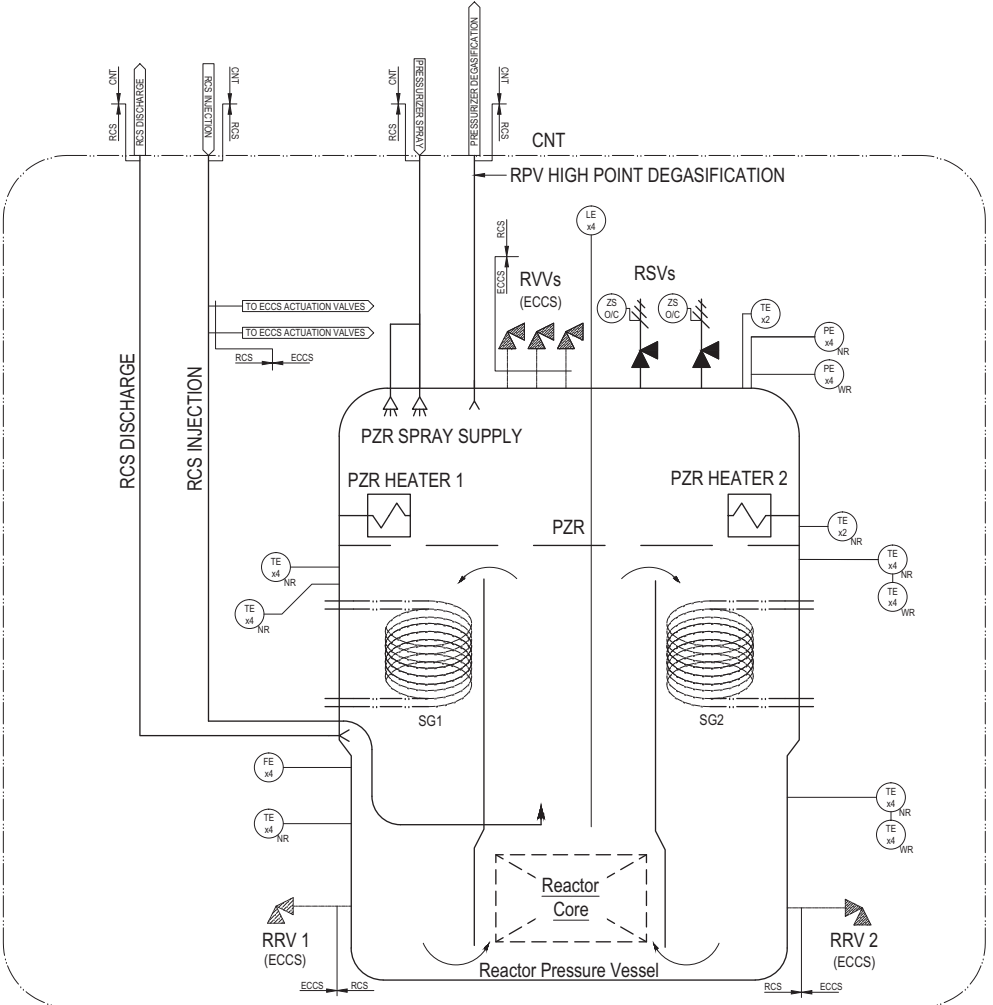 CNT
RCS
RCS DISCHARGE
RCS INJECTION
CNT
RCS
CNT
RCS
PRESSURIZER SPRAY
PRESSURIZER DEGASIFICATION
CNT
RCS
CNT
RPV HIGH POINT DEGASIFICATION
LE
x4
RCS
ECCS
RVVs
(ECCS)
RSVs
ZS
O/C
ZS
O/C
TE
x2
PE
x4
NR
PE
x4
WR
TO ECCS ACTUATION VALVES
TO ECCS ACTUATION VALVES
RCS
ECCS
RCS DISCHARGE
RCS INJECTION
PZR SPRAY SUPPLY
PZR HEATER 1
PZR HEATER 2
PZR
TE
x2
NR
TE
x4
NR
TE
x4
NR
TE
x4
NR
TE
x4
WR
SG1
SG2
FE
x4
TE
x4
NR
TE
x4
NR
TE
x4
WR
Reactor
Core
RRV 1
(ECCS)
RRV 2
(ECCS)
Reactor Pressure Vessel
ECCS
RCS
RCS
ECCS